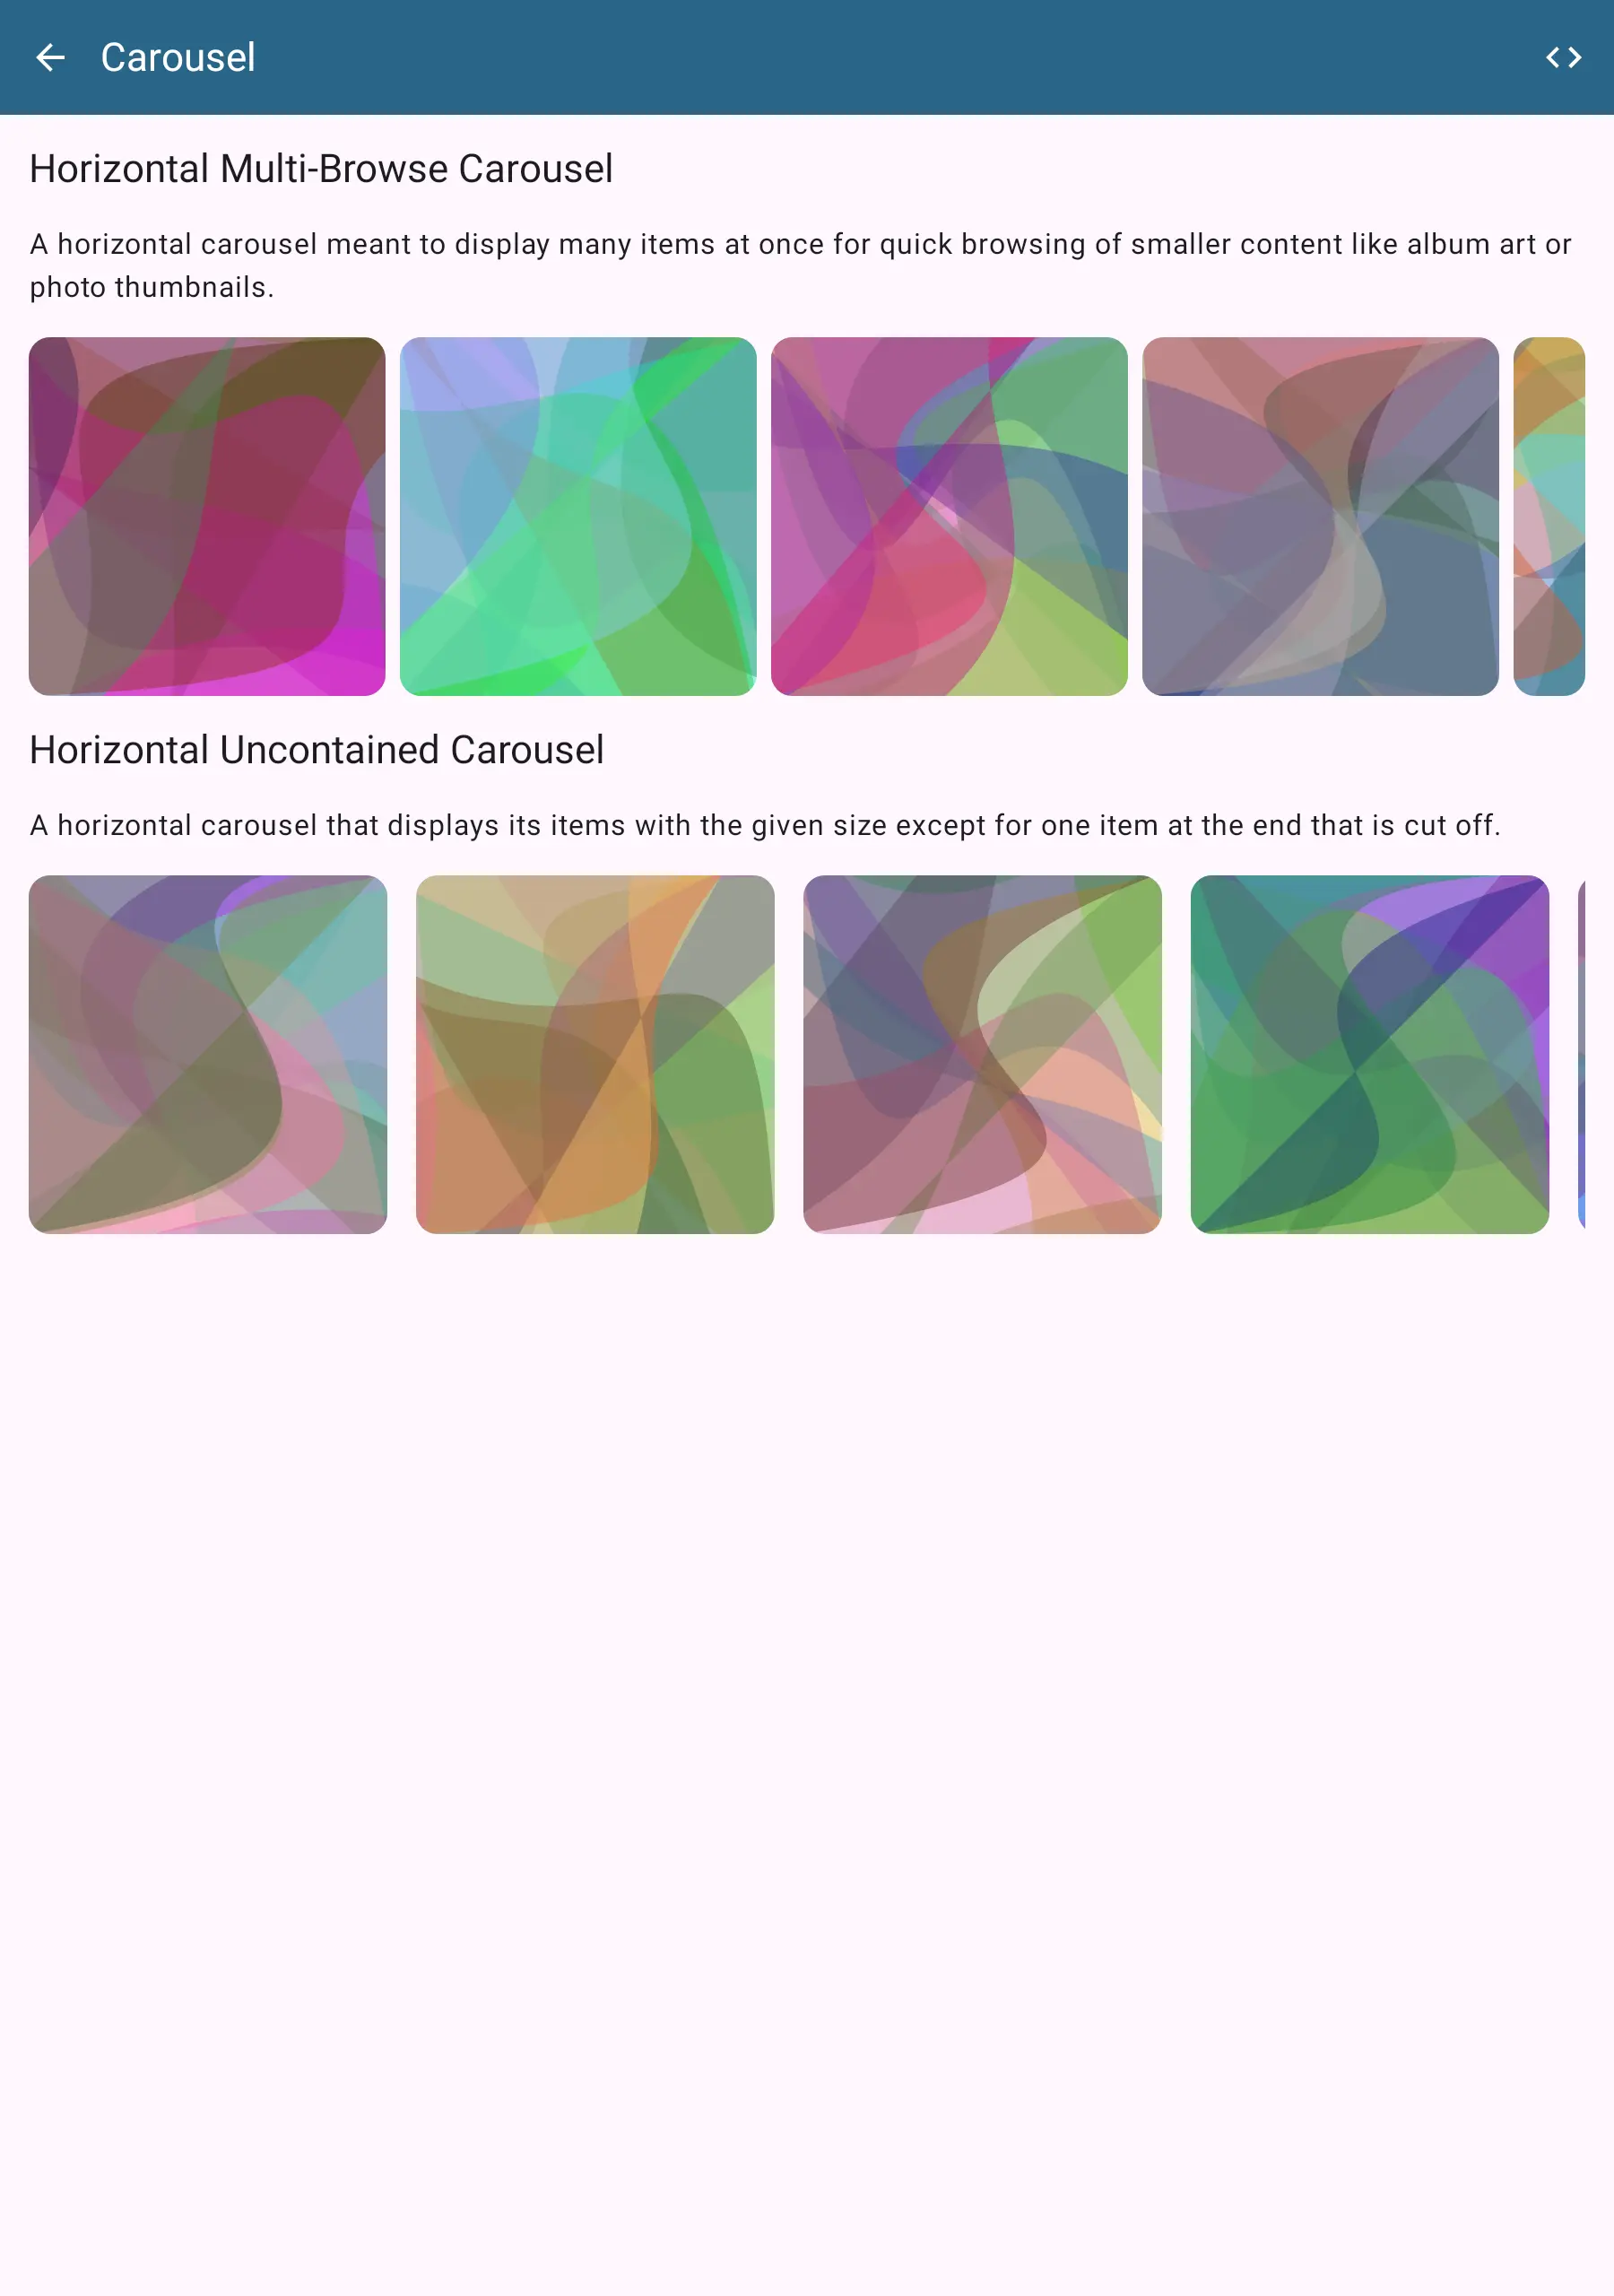 Carousel
Horizontal Multi-Browse Carousel
A horizontal carousel meant to display many items at once for quick browsing of smaller content like album art or
photo thumbnails.
Horizontal Uncontained Carousel
A horizontal carousel that displays its items with the given size except for one item at the end that is cut off.